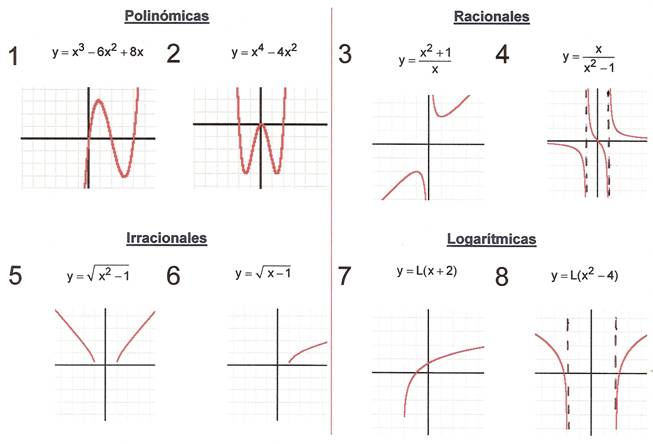 Polinómicas
1 y = x³ − 6x² + 8x
2 y = x⁴ − 4x²
Racionales
3 y = (x² + 1)/x
4 y = x/(x² − 1)
Irracionales
5 y = √(x² − 1)
6 y = √(x − 1)
Logarítmicas
7 y = L(x + 2)
8 y = L(x² − 4)